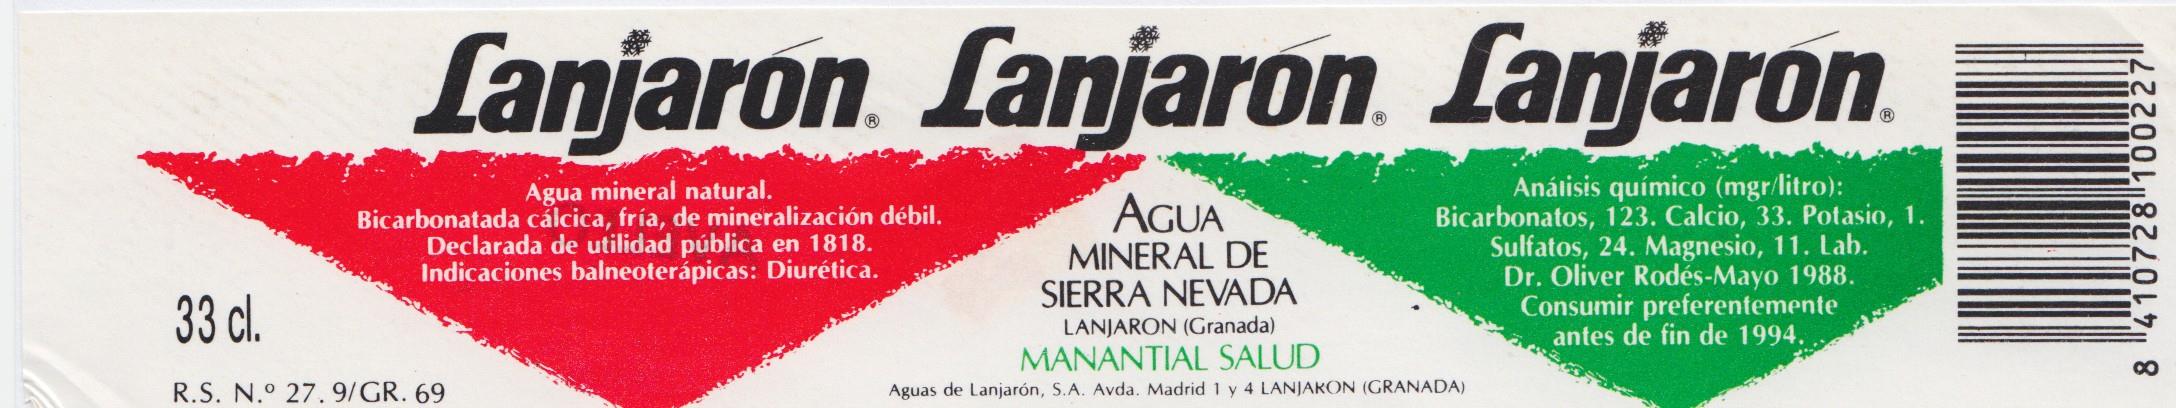 Lanjarón® Lanjarón® Lanjarón®
Agua mineral natural.
Bicarbonatada cálcica, fría, de mineralización débil.
Declarada de utilidad pública en 1818.
Indicaciones balneoterápicas: Diurética.
33 cl.
R.S. N.º 27. 9/GR. 69
AGUA
MINERAL DE
SIERRA NEVADA
LANJARON (Granada)
MANANTIAL SALUD
Aguas de Lanjarón, S.A. Avda. Madrid 1 y 4 LANJARON (GRANADA)
Análisis químico (mgr/litro):
Bicarbonatos, 123. Calcio, 33. Potasio, 1.
Sulfatos, 24. Magnesio, 11. Lab.
Dr. Oliver Rodés-Mayo 1988.
Consumir preferentemente
antes de fin de 1994.
8 410728 100227